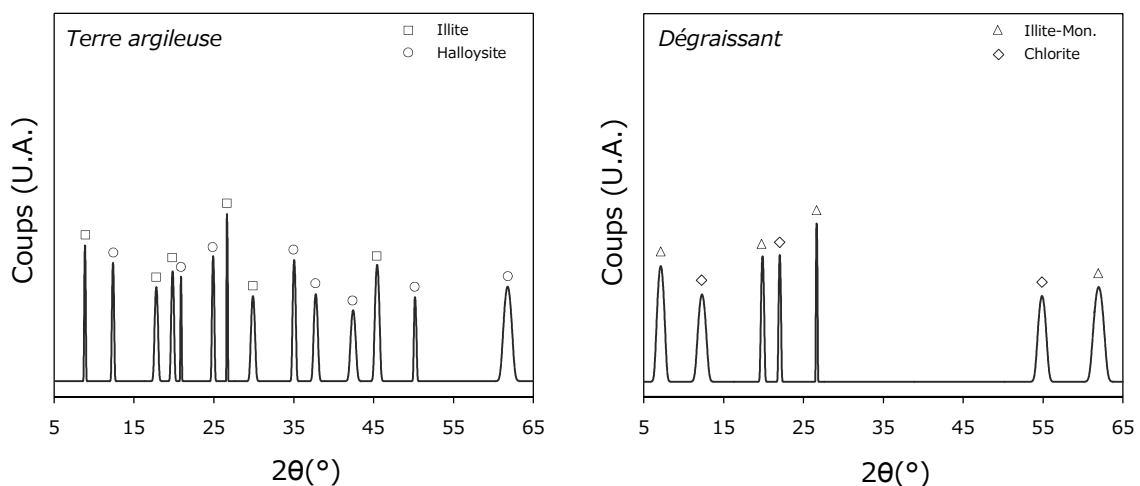 Terre argileuse
Illite
Halloysite
Coups (U.A.)
5 15 25 35 45 55 65
2θ(°)
Dégraissant
Illite-Mon.
Chlorite
Coups (U.A.)
5 15 25 35 45 55 65
2θ(°)